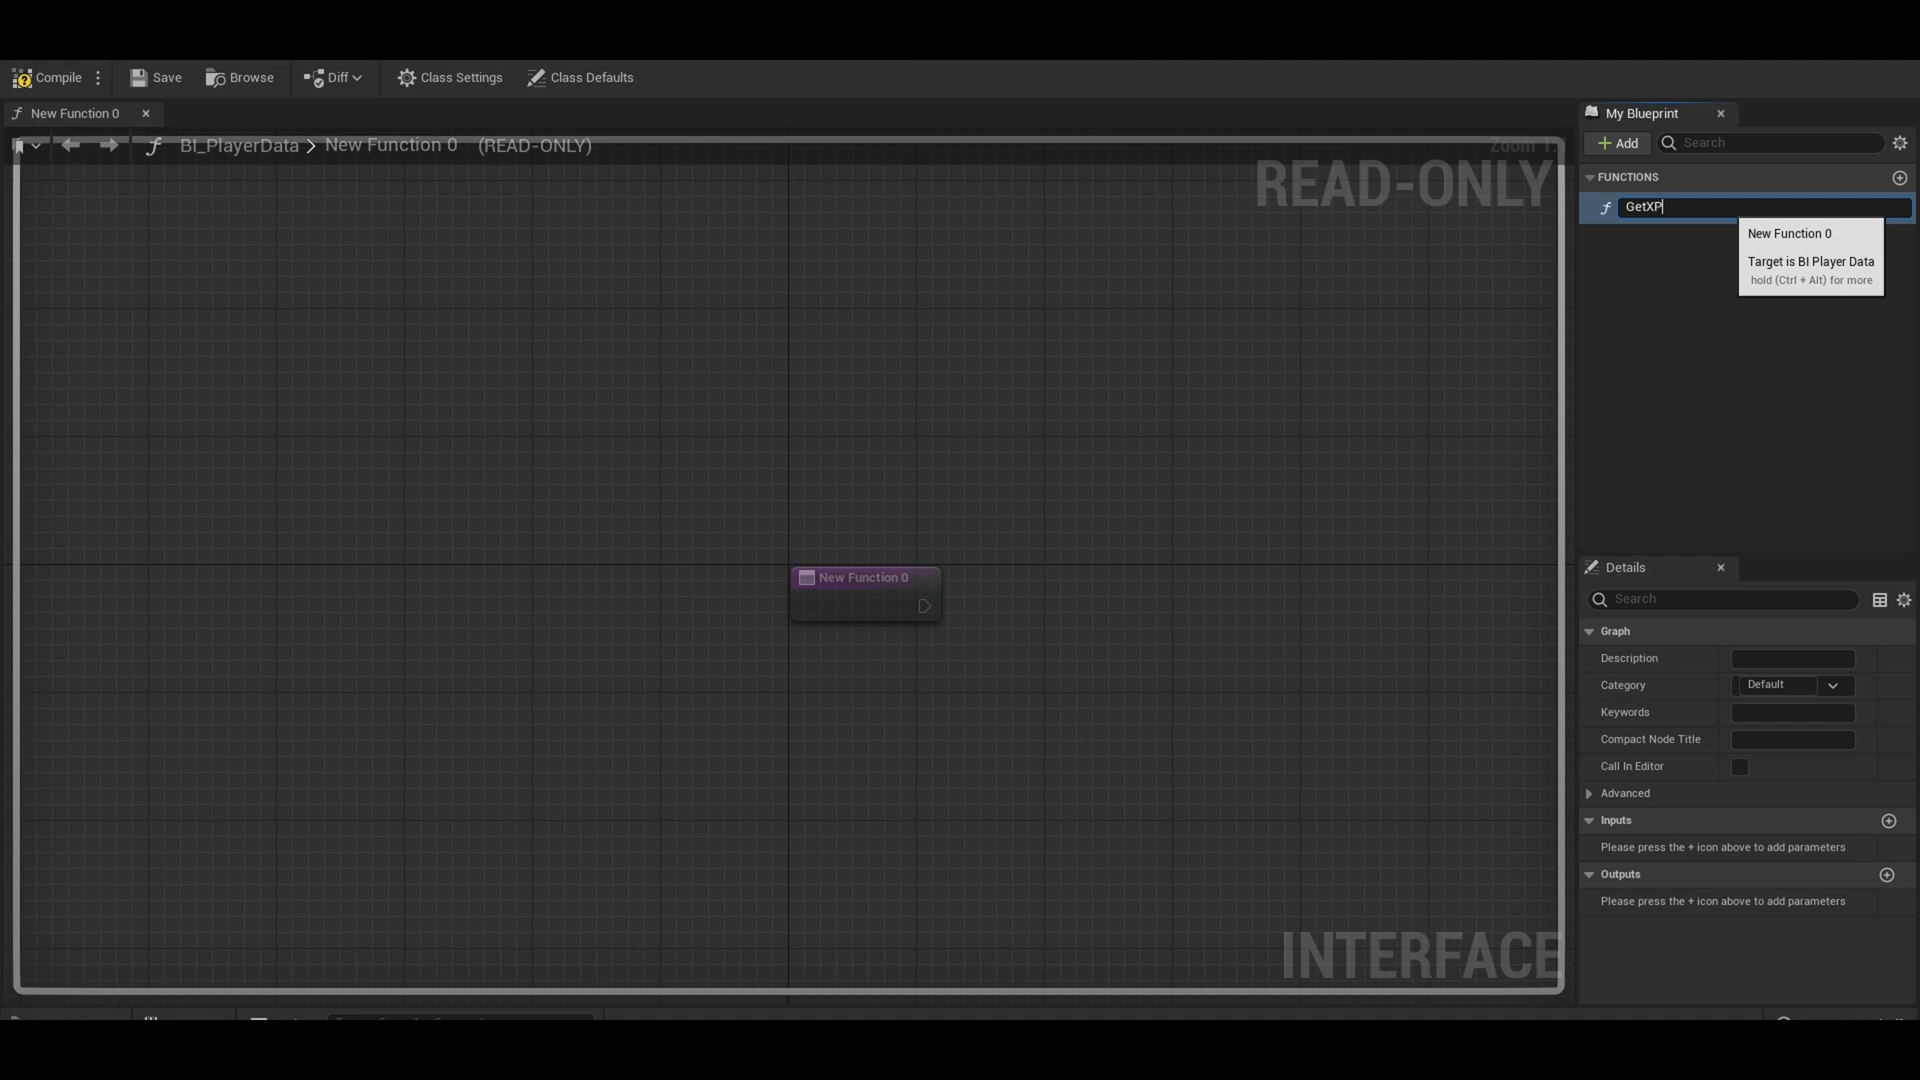 Compile
Save
Browse
Diff
Class Settings
Class Defaults
New Function 0
My Blueprint
BI_PlayerData > New Function 0 (READ-ONLY)
Zoom
READ-ONLY
Add
Search
FUNCTIONS
GetXP
New Function 0
Target is BI Player Data
hold (Ctrl + Alt) for more
New Function 0
INTERFACE
Details
Search
Graph
Description
Category
Default
Keywords
Compact Node Title
Call In Editor
Advanced
Inputs
Please press the + icon above to add parameters
Outputs
Please press the + icon above to add parameters